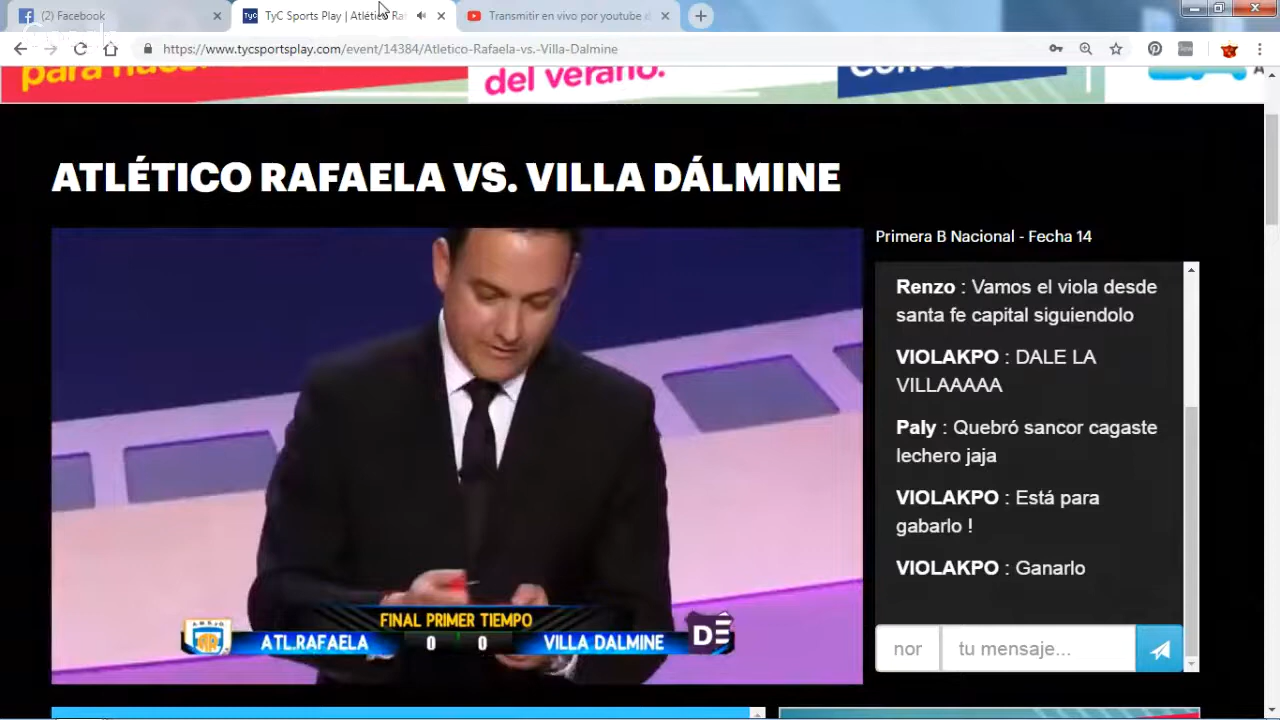 (2) Facebook
TyC Sports Play | Atlético Ra
Transmitir en vivo por youtube d
https://www.tycsportsplay.com/event/14384/Atletico-Rafaela-vs.-Villa-Dalmine
del verano.
ATLÉTICO RAFAELA VS. VILLA DÁLMINE
Primera B Nacional - Fecha 14
Renzo : Vamos el viola desde
santa fe capital siguiendolo
VIOLAKPO : DALE LA
VILLAAAAA
Paly : Quebró sancor cagaste
lechero jaja
VIOLAKPO : Está para
gabarlo !
VIOLAKPO : Ganarlo
nor
tu mensaje...
FINAL PRIMER TIEMPO
ATL.RAFAELA 0 0 VILLA DALMINE
DE